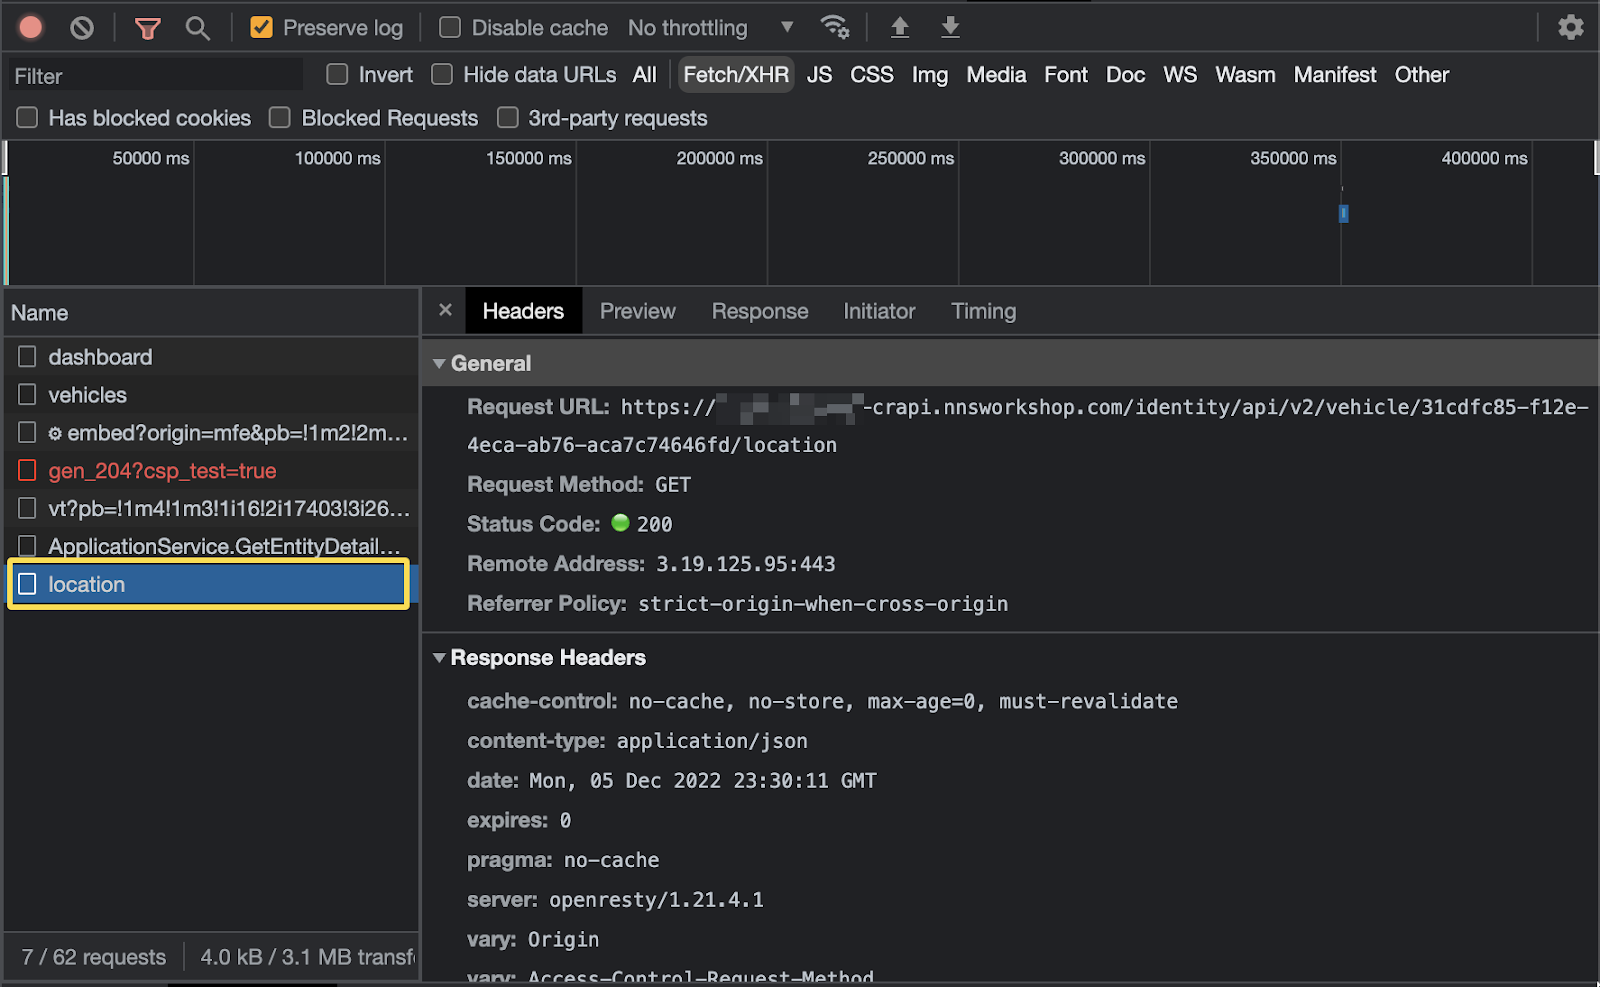 Preserve log Disable cache No throttling
Filter Invert Hide data URLs All Fetch/XHR JS CSS Img Media Font Doc WS Wasm Manifest Other
Has blocked cookies Blocked Requests 3rd-party requests
50000 ms 100000 ms 150000 ms 200000 ms 250000 ms 300000 ms 350000 ms 400000 ms
Name
dashboard
vehicles
embed?origin=mfe&pb=!1m2!2m...
gen_204?csp_test=true
vt?pb=!1m4!1m3!1i16!2i17403!3i26...
ApplicationService.GetEntityDetail...
location
7 / 62 requests 4.0 kB / 3.1 MB transf
× Headers Preview Response Initiator Timing
General
Request URL: https:// -crapi.nnsworkshop.com/identity/api/v2/vehicle/31cdfc85-f12e-
4eca-ab76-aca7c74646fd/location
Request Method: GET
Status Code: 200
Remote Address: 3.19.125.95:443
Referrer Policy: strict-origin-when-cross-origin
Response Headers
cache-control: no-cache, no-store, max-age=0, must-revalidate
content-type: application/json
date: Mon, 05 Dec 2022 23:30:11 GMT
expires: 0
pragma: no-cache
server: openresty/1.21.4.1
vary: Origin
vary: Access-Control-Request-Method